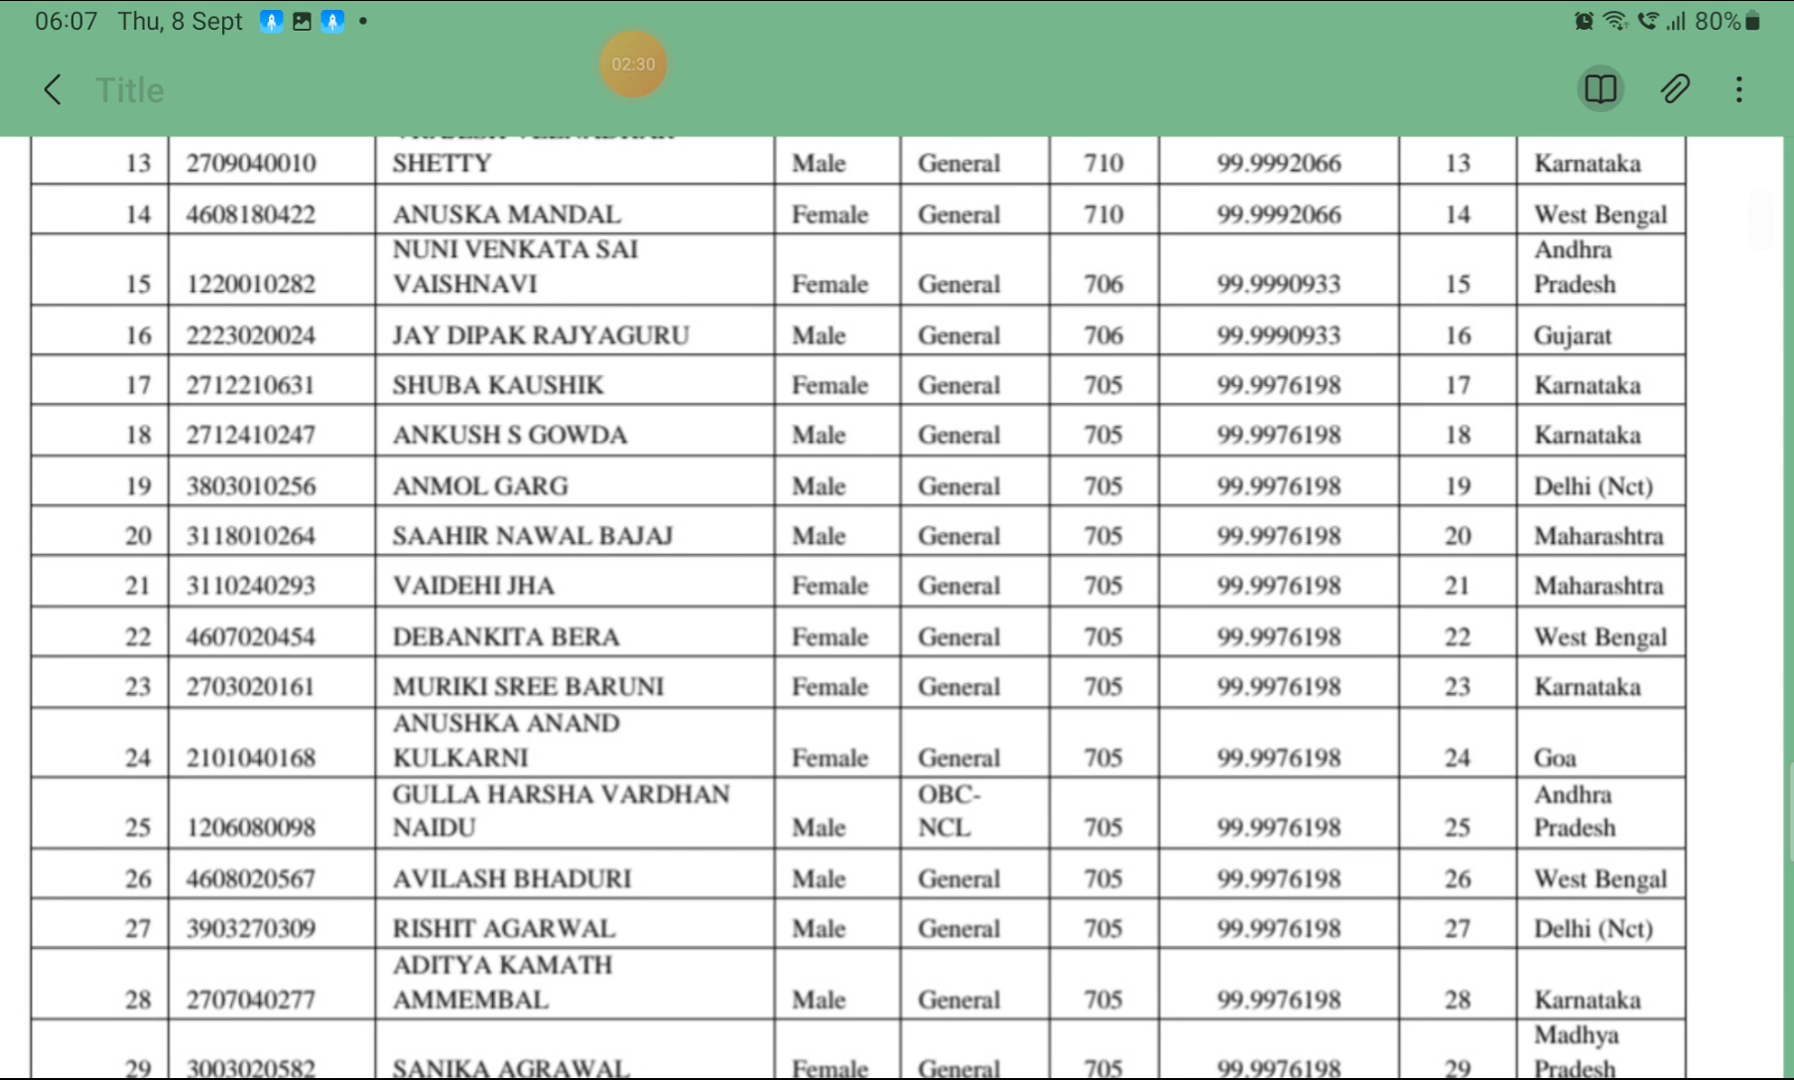 06:07 Thu, 8 Sept
80%
02:30
Title
13 2709040010 SHETTY Male General 710 99.9992066 13 Karnataka
14 4608180422 ANUSKA MANDAL Female General 710 99.9992066 14 West Bengal
NUNI VENKATA SAI Andhra
15 1220010282 VAISHNAVI Female General 706 99.9990933 15 Pradesh
16 2223020024 JAY DIPAK RAJYAGURU Male General 706 99.9990933 16 Gujarat
17 2712210631 SHUBA KAUSHIK Female General 705 99.9976198 17 Karnataka
18 2712410247 ANKUSH S GOWDA Male General 705 99.9976198 18 Karnataka
19 3803010256 ANMOL GARG Male General 705 99.9976198 19 Delhi (Nct)
20 3118010264 SAAHIR NAWAL BAJAJ Male General 705 99.9976198 20 Maharashtra
21 3110240293 VAIDEHI JHA Female General 705 99.9976198 21 Maharashtra
22 4607020454 DEBANKITA BERA Female General 705 99.9976198 22 West Bengal
23 2703020161 MURIKI SREE BARUNI Female General 705 99.9976198 23 Karnataka
ANUSHKA ANAND
24 2101040168 KULKARNI Female General 705 99.9976198 24 Goa
GULLA HARSHA VARDHAN OBC- Andhra
25 1206080098 NAIDU Male NCL 705 99.9976198 25 Pradesh
26 4608020567 AVILASH BHADURI Male General 705 99.9976198 26 West Bengal
27 3903270309 RISHIT AGARWAL Male General 705 99.9976198 27 Delhi (Nct)
ADITYA KAMATH
28 2707040277 AMMEMBAL Male General 705 99.9976198 28 Karnataka
Madhya
29 3003020582 SANIKA AGRAWAL Female General 705 99.9976198 29 Pradesh